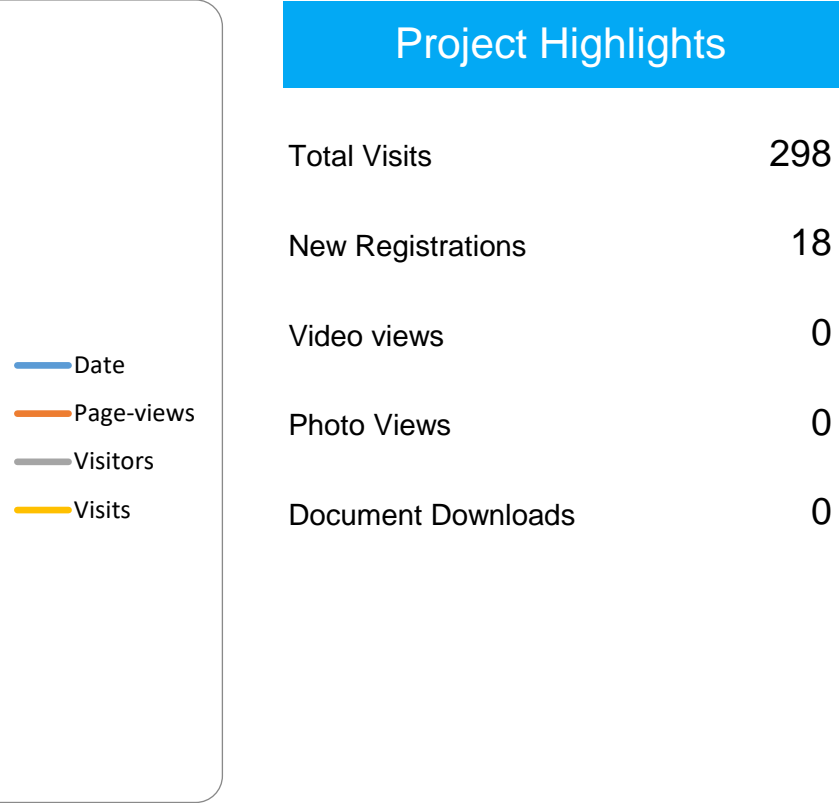 Project Highlights
Total Visits 298
New Registrations 18
Video views 0
Photo Views 0
Document Downloads 0
Date
Page-views
Visitors
Visits